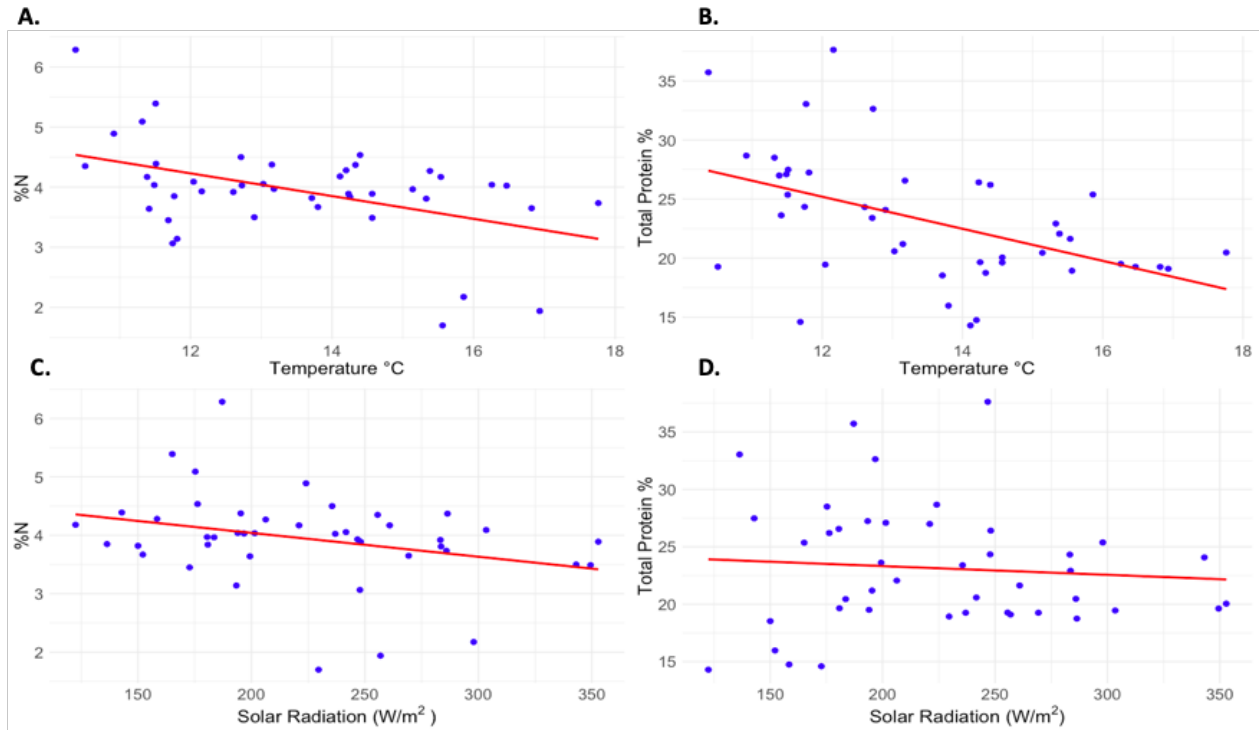 A.
%N
6
5
4
3
2
12 14 16 18
Temperature °C
B.
Total Protein %
35
30
25
20
15
12 14 16 18
Temperature °C
C.
%N
6
5
4
3
2
150 200 250 300 350
Solar Radiation (W/m² )
D.
Total Protein %
35
30
25
20
15
150 200 250 300 350
Solar Radiation (W/m² )